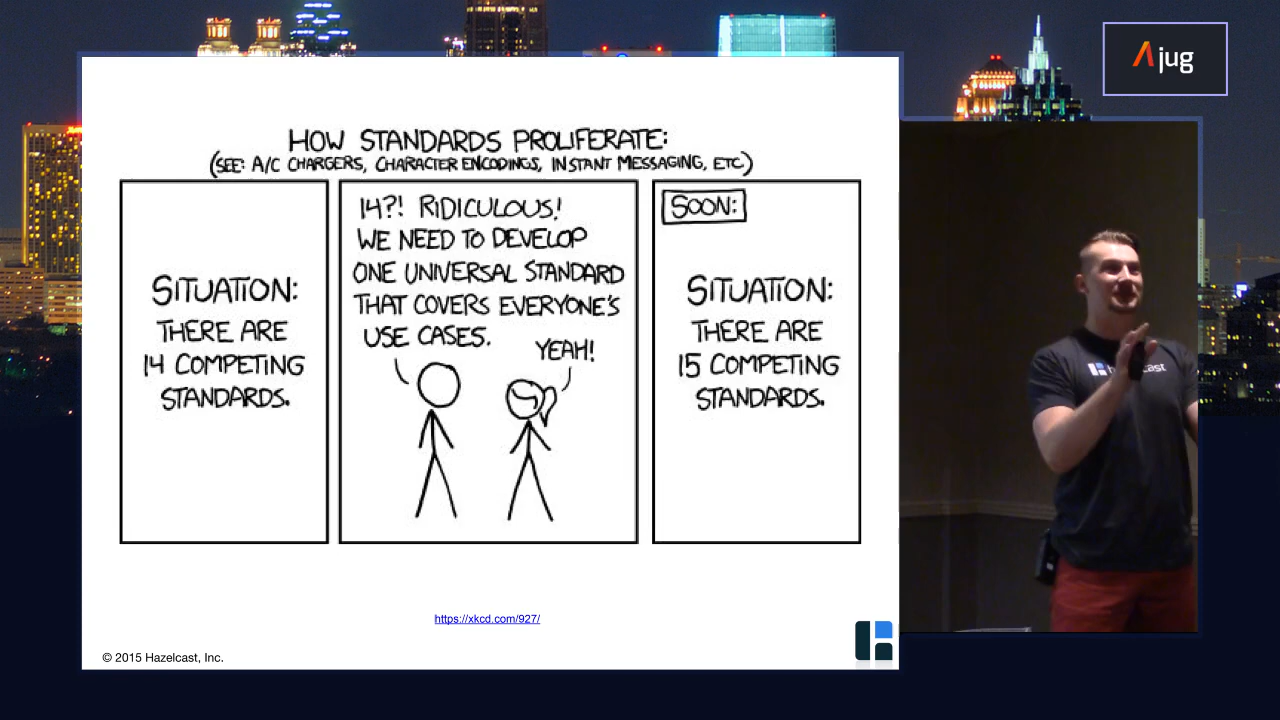 Ajug
HOW STANDARDS PROLIFERATE:
(SEE: A/C CHARGERS, CHARACTER ENCODINGS, INSTANT MESSAGING, ETC.)
SITUATION:
THERE ARE
14 COMPETING
STANDARDS.
14?! RIDICULOUS!
WE NEED TO DEVELOP
ONE UNIVERSAL STANDARD
THAT COVERS EVERYONE'S
USE CASES.
YEAH!
SOON:
SITUATION:
THERE ARE
15 COMPETING
STANDARDS.
https://xkcd.com/927/
© 2015 Hazelcast, Inc.